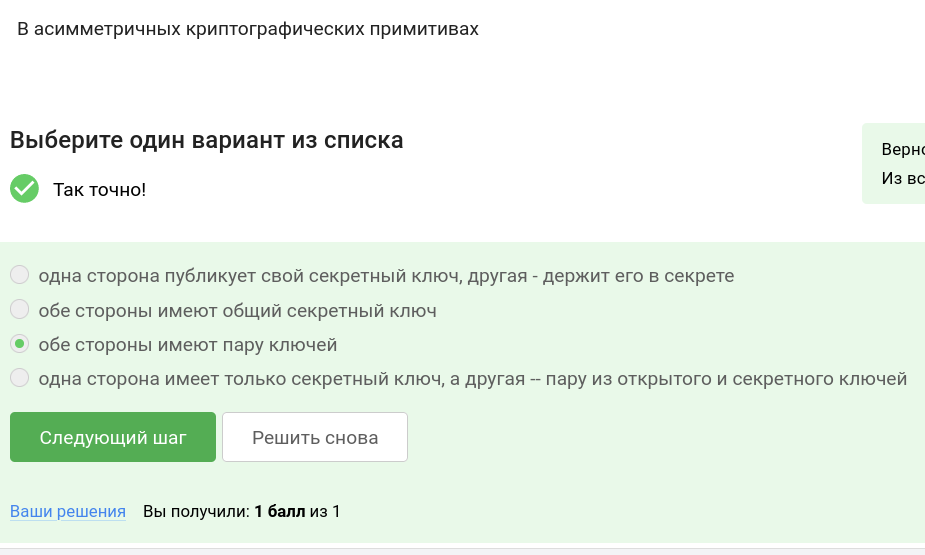 В асимметричных криптографических примитивах
Выберите один вариант из списка
Так точно!
Из
одна сторона публикует свой секретный ключ, другая - держит его в секрете
обе стороны имеют общий секретный ключ
обе стороны имеют пару ключей
одна сторона имеет только секретный ключ, а другая -- пару из открытого и секретного ключей
Следующий шаг
Решить снова
Ваши решения Вы получили: 1 балл из 1